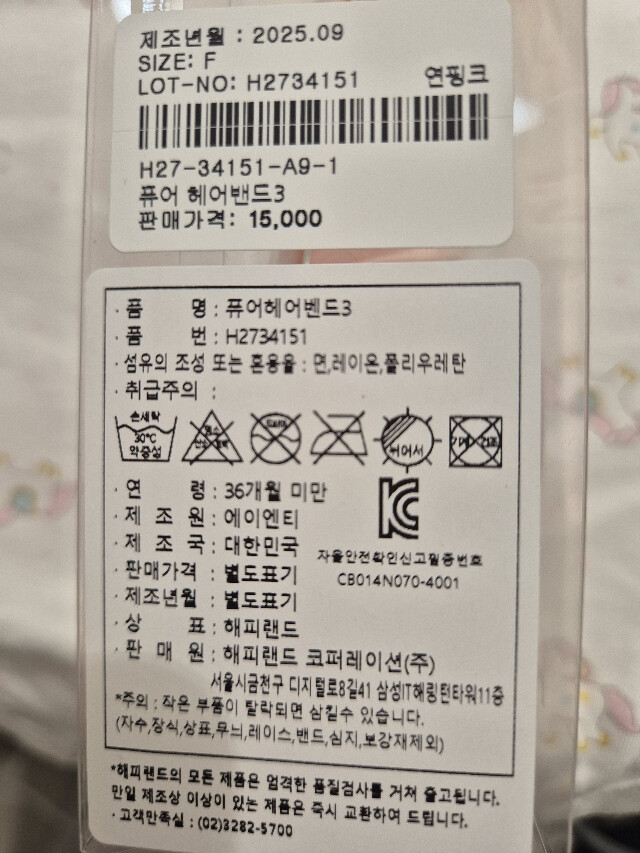 제조년월 : 2025.09
SIZE: F
LOT-NO: H2734151 연핑크
H27-34151-A9-1
퓨어 헤어밴드3
판매가격: 15,000
· 품 명 : 퓨어헤어벤드3
· 품 번 : H2734151
· 섬유의 조성 또는 혼용율 : 면,레이온,폴리우레탄
· 취급주의 :
손세탁
30℃
약중성
뉘어서
· 연 령 : 36개월 미만
· 제 조 원 : 에이엔티
· 제 조 국 : 대한민국
자율안전확인신고필증번호
CB014N070-4001
· 판매가격 : 별도표기
· 제조년월 : 별도표기
· 상 표 : 해피랜드
· 판 매 원 : 해피랜드 코퍼레이션(주)
서울시금천구 디지털로8길41 삼성IT해링턴타워11층
*주의 : 작은 부품이 탈락되면 삼킬수 있습니다.
(자수,장식,상표,무늬,레이스,밴드,심지,보강재제외)
*해피랜드의 모든 제품은 엄격한 품질검사를 거쳐 출고됩니다.
만일 제조상 이상이 있는 제품은 즉시 교환하여 드립니다.
· 고객만족실 : (02)3282-5700